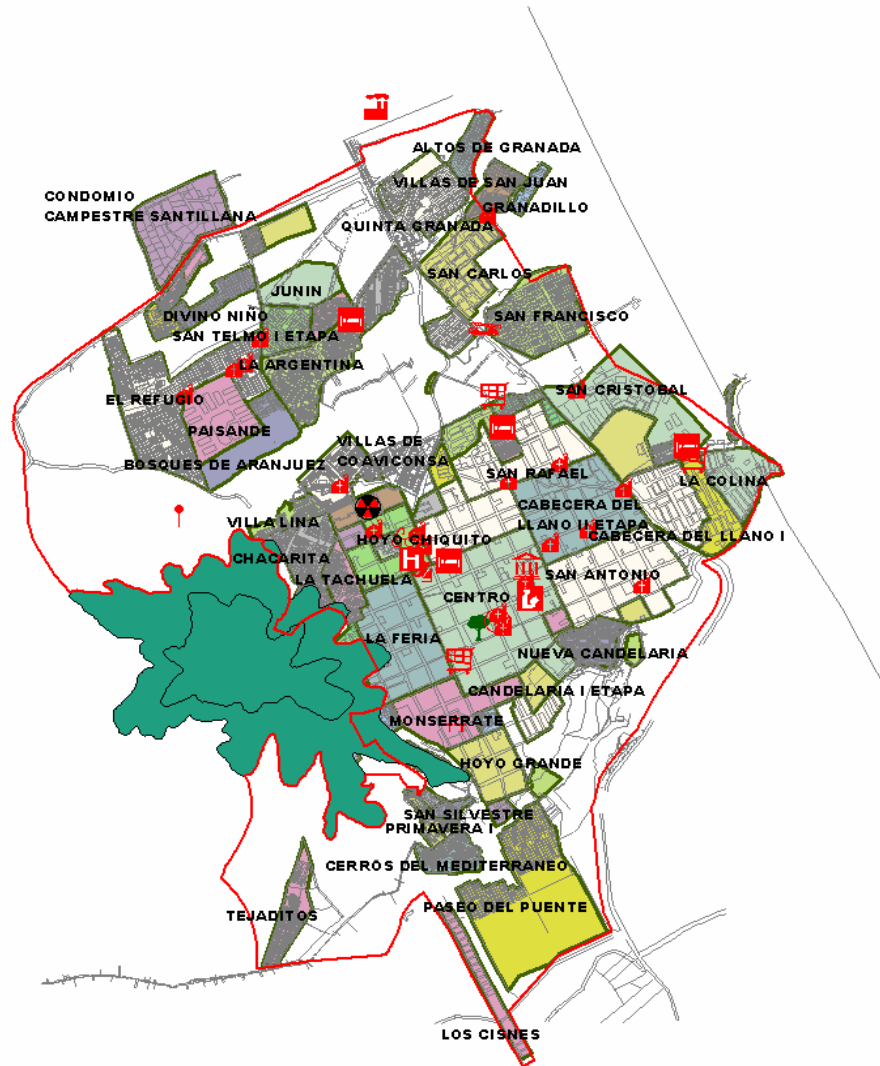 ALTOS DE GRANADA
VILLAS DE SAN JUAN
CONDOMIO
CAMPESTRE SANTILLANA
GRANADILLO
QUINTA GRANADA
SAN CARLOS
JUNIN
DIVINO NIÑO
SAN FRANCISCO
SAN TELMO I ETAPA
LA ARGENTINA
SAN CRISTOBAL
EL REFUGIO
PAISANDE
VILLAS DE
COAVICONSA
BOSQUES DE ARANJUEZ
SAN RAFAEL
LA COLINA
CABECERA DEL
LLANO II ETAPA
VILLA LINA
HOYO CHIQUITO
CABECERA DEL LLANO I
CHACARITA
LA TACHUELA
SAN ANTONIO
H
CENTRO
LA FERIA
NUEVA CANDELARIA
CANDELARIA I ETAPA
MONSERRATE
HOYO GRANDE
SAN SILVESTRE
PRIMAVERA I
CERROS DEL MEDITERRANEO
PASEO DEL PUENTE
TEJADITOS
LOS CISNES